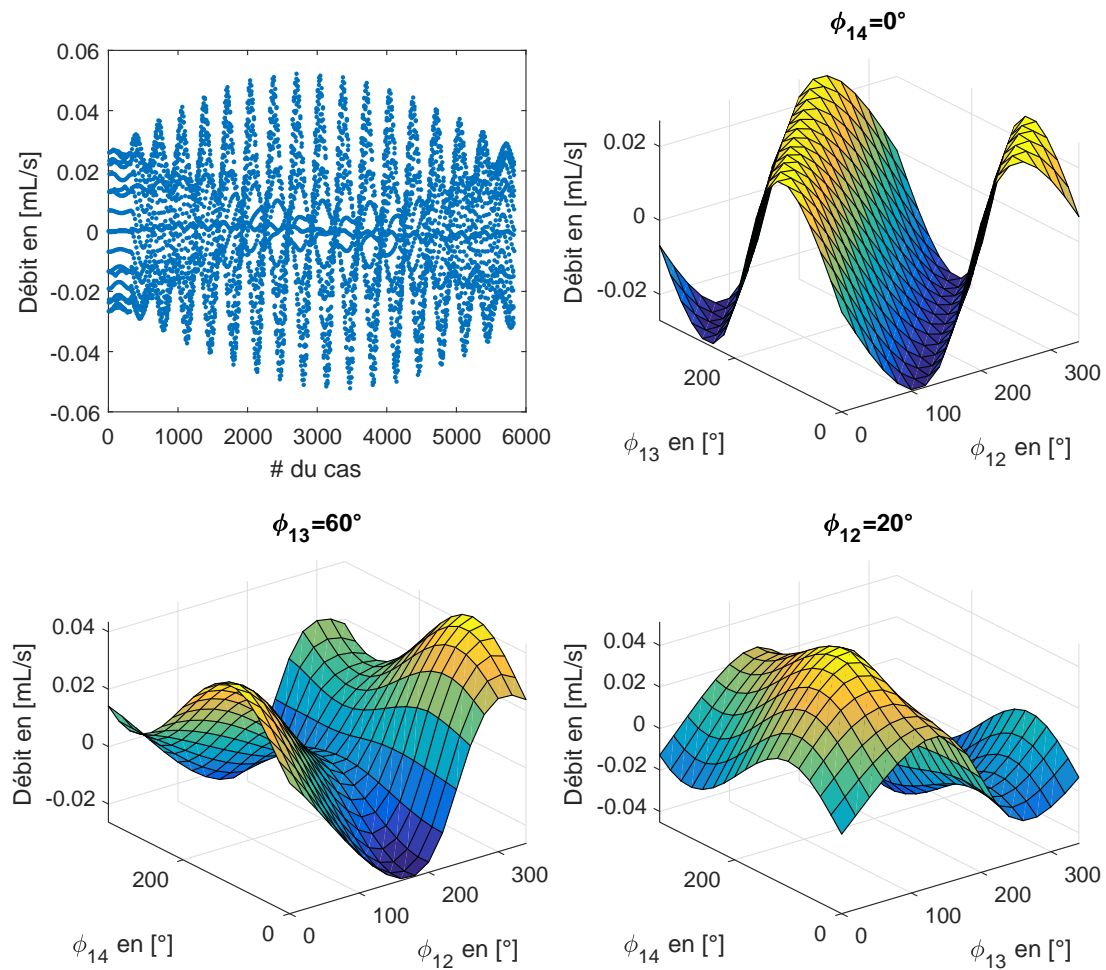 0.06
0.04
0.02
0
-0.02
-0.04
-0.06
Débit en [mL/s]
0 1000 2000 3000 4000 5000 6000
# du cas
ϕ14=0°
0.02
0
-0.02
Débit en [mL/s]
200
0
ϕ13 en [°]
0
100
200
300
ϕ12 en [°]
ϕ13=60°
0.04
0.02
0
-0.02
Débit en [mL/s]
200
0
ϕ14 en [°]
0
100
200
300
ϕ12 en [°]
ϕ12=20°
0.04
0.02
0
-0.02
-0.04
Débit en [mL/s]
200
0
ϕ14 en [°]
0
100
200
300
ϕ13 en [°]